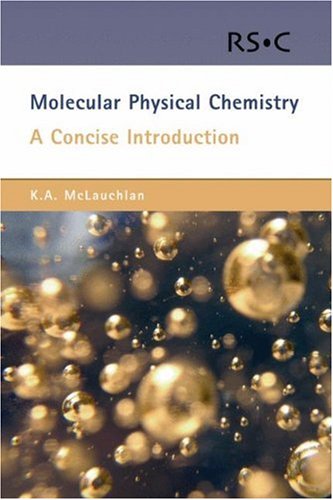 RS•C
Molecular Physical Chemistry
A Concise Introduction
K.A. McLauchlan